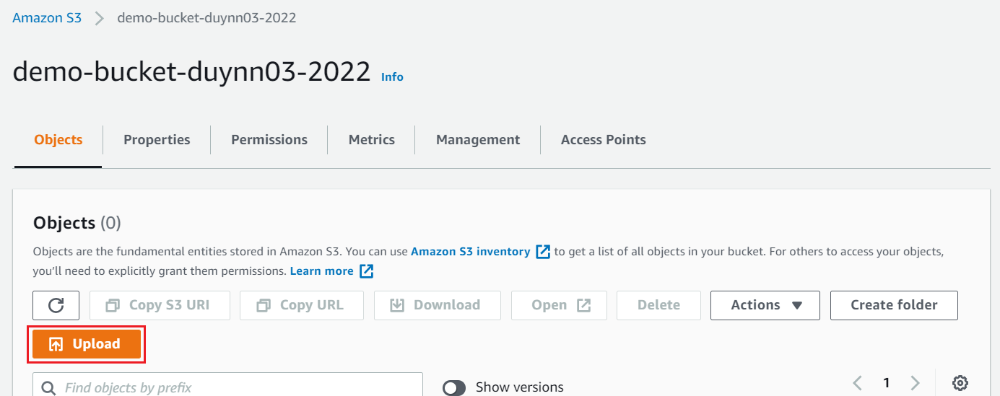 Amazon S3 > demo-bucket-duynn03-2022
demo-bucket-duynn03-2022 Info
Objects Properties Permissions Metrics Management Access Points
Objects (0)
Objects are the fundamental entities stored in Amazon S3. You can use Amazon S3 inventory to get a list of all objects in your bucket. For others to access your objects,
you’ll need to explicitly grant them permissions. Learn more
Copy S3 URI Copy URL Download Open Delete Actions Create folder
Upload
Find objects by prefix Show versions 1